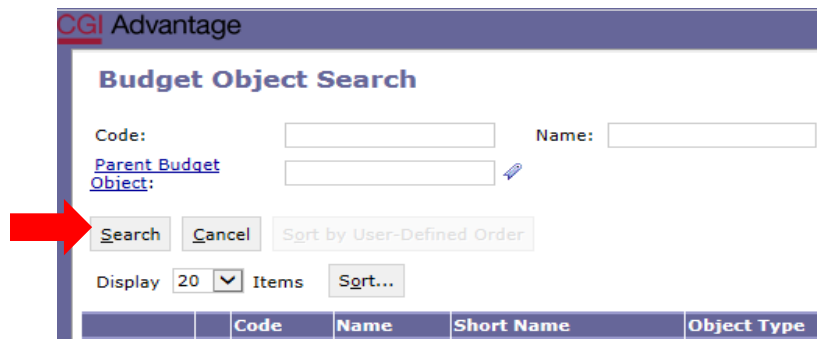 CGI Advantage
Budget Object Search
Code: Name:
Parent Budget
Object:
Search Cancel Sort by User-Defined Order
Display 20 Items Sort...
Code Name Short Name Object Type